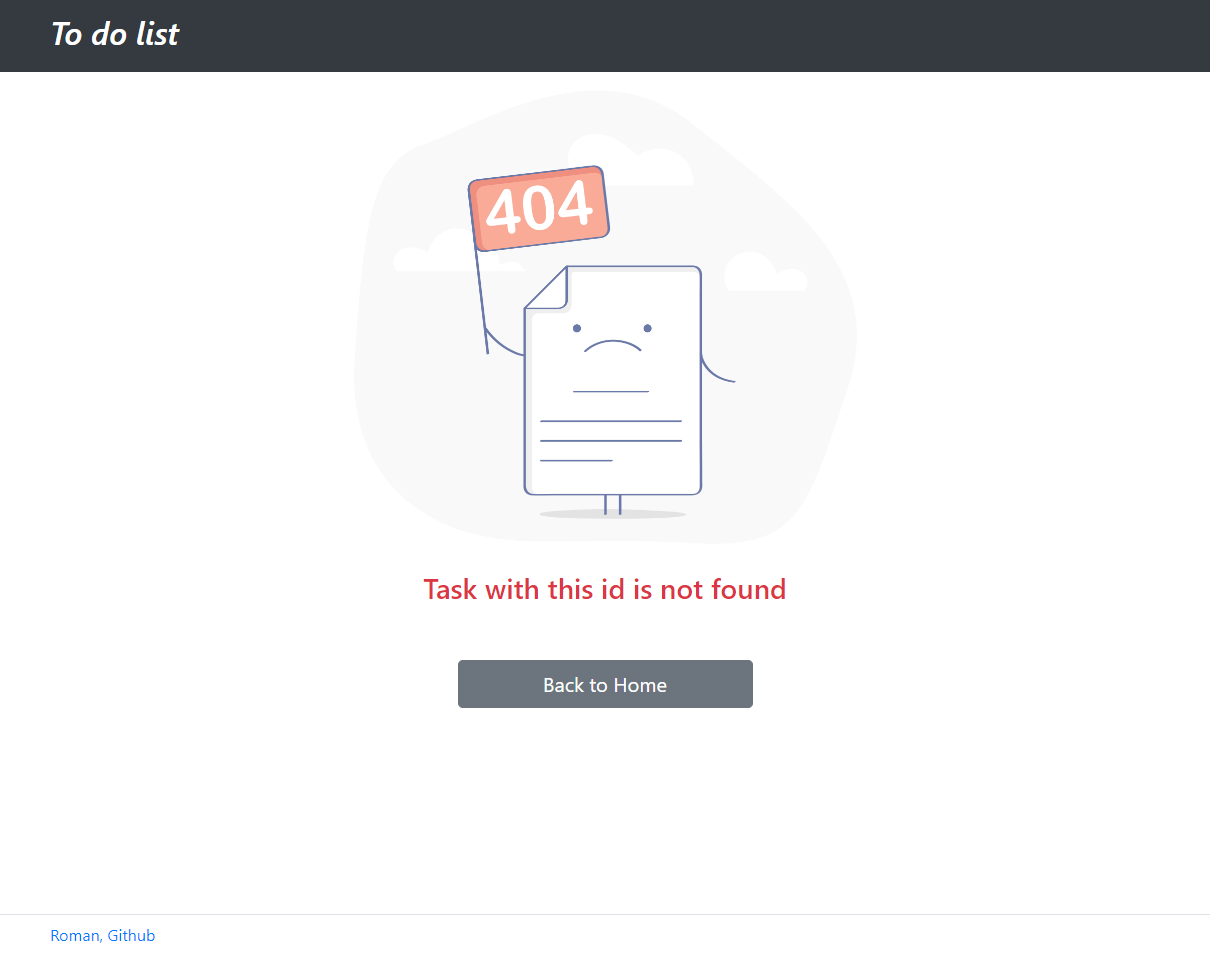 To do list
404
Task with this id is not found
Back to Home
Roman, Github